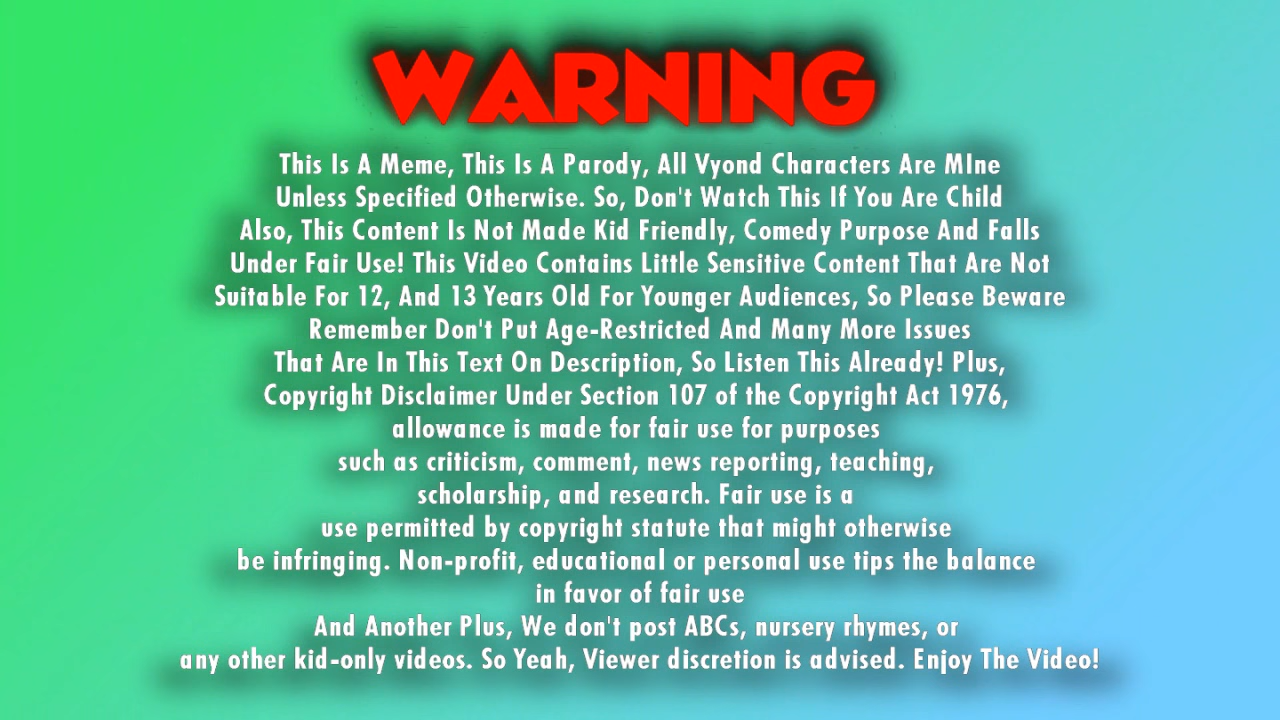 WARNING
This Is A Meme, This Is A Parody, All Vyond Characters Are MIne
Unless Specified Otherwise. So, Don't Watch This If You Are Child
Also, This Content Is Not Made Kid Friendly, Comedy Purpose And Falls
Under Fair Use! This Video Contains Little Sensitive Content That Are Not
Suitable For 12, And 13 Years Old For Younger Audiences, So Please Beware
Remember Don't Put Age-Restricted And Many More Issues
That Are In This Text On Description, So Listen This Already! Plus,
Copyright Disclaimer Under Section 107 of the Copyright Act 1976,
allowance is made for fair use for purposes
such as criticism, comment, news reporting, teaching,
scholarship, and research. Fair use is a
use permitted by copyright statute that might otherwise
be infringing. Non-profit, educational or personal use tips the balance
in favor of fair use
And Another Plus, We don't post ABCs, nursery rhymes, or
any other kid-only videos. So Yeah, Viewer discretion is advised. Enjoy The Video!